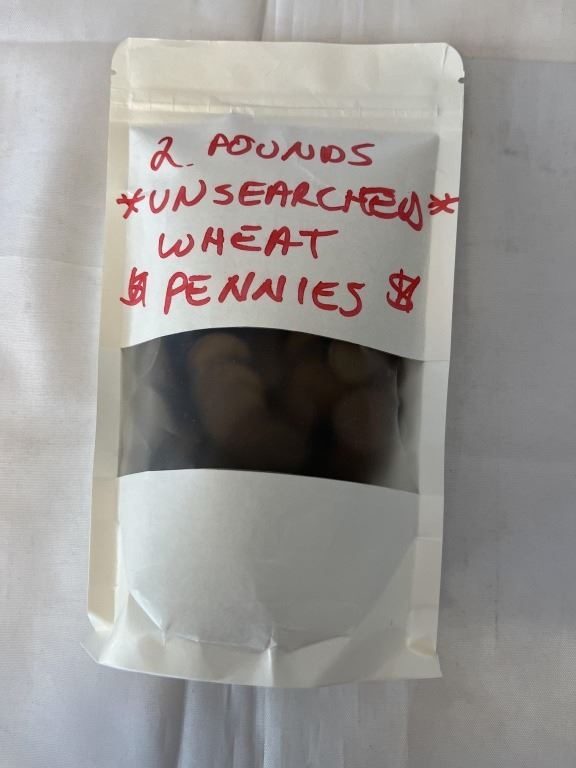 2. POUNDS
*UNSEARCHED*
WHEAT
$ PENNIES $